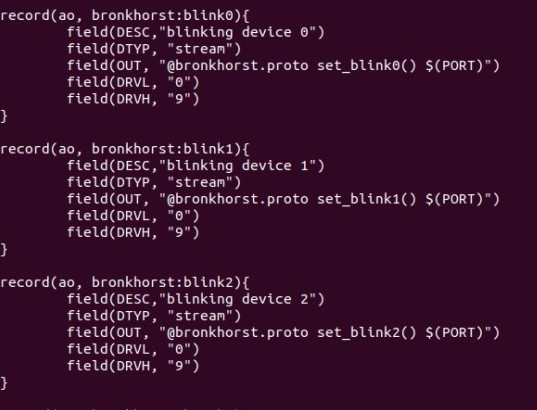 record(ao, bronkhorst:blink0){
        field(DESC,"blinking device 0")
        field(DTYP, "stream")
        field(OUT, "@bronkhorst.proto set_blink0() $(PORT)")
        field(DRVL, "0")
        field(DRVH, "9")
}

record(ao, bronkhorst:blink1){
        field(DESC,"blinking device 1")
        field(DTYP, "stream")
        field(OUT, "@bronkhorst.proto set_blink1() $(PORT)")
        field(DRVL, "0")
        field(DRVH, "9")
}

record(ao, bronkhorst:blink2){
        field(DESC,"blinking device 2")
        field(DTYP, "stream")
        field(OUT, "@bronkhorst.proto set_blink2() $(PORT)")
        field(DRVL, "0")
        field(DRVH, "9")
}